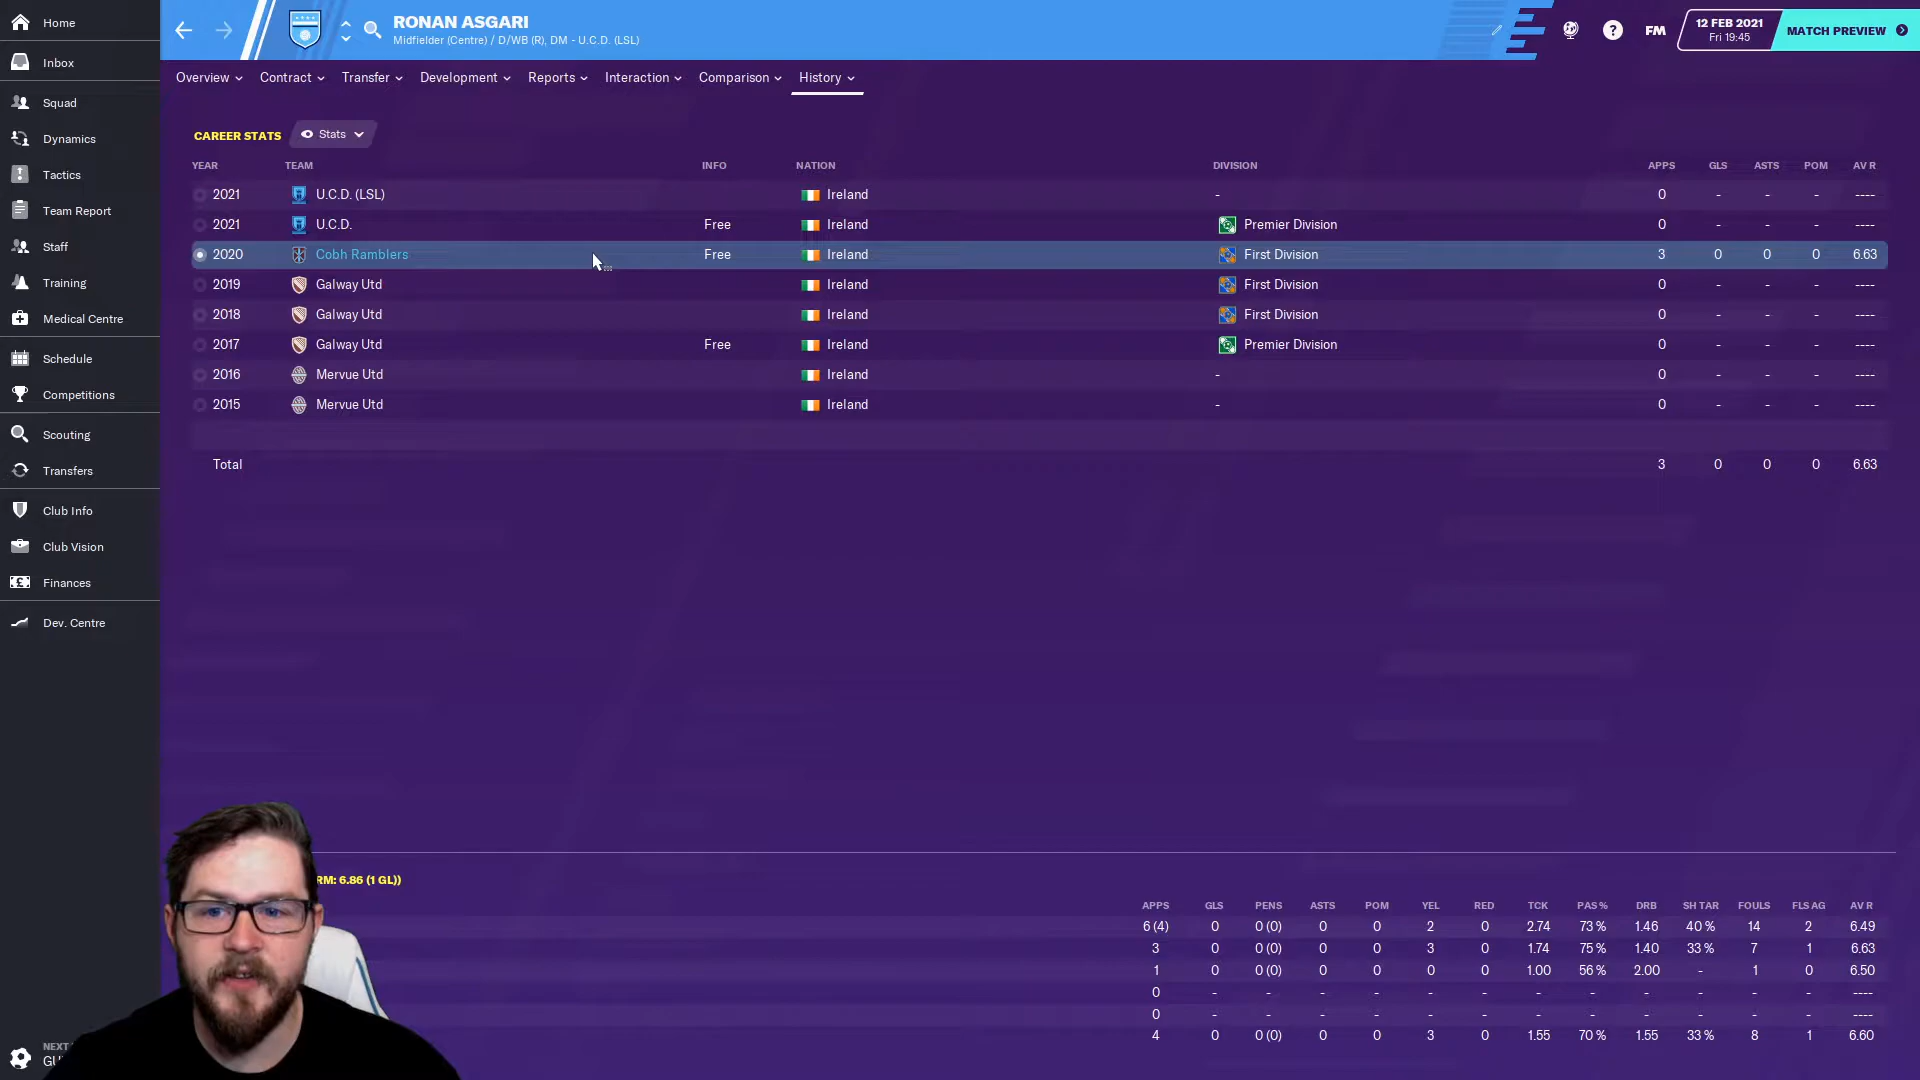 Home
Inbox
Squad
Dynamics
Tactics
Team Report
Staff
Training
Medical Centre
Schedule
Competitions
Scouting
Transfers
Club Info
Club Vision
Finances
Dev. Centre
NEXT
RONAN ASGARI
Midfielder (Centre) / D/WB (R), DM - U.C.D. (LSL)
FM
12 FEB 2021
Fri 19:45
MATCH PREVIEW
Overview Contract Transfer Development Reports Interaction Comparison History
CAREER STATS Stats
YEAR TEAM INFO NATION DIVISION APPS GLS ASTS POM AV R
2021 U.C.D. (LSL) Ireland - 0 - - - ----
2021 U.C.D. Free Ireland Premier Division 0 - - - ----
2020 Cobh Ramblers Free Ireland First Division 3 0 0 0 6.63
2019 Galway Utd Ireland First Division 0 - - - ----
2018 Galway Utd Ireland First Division 0 - - - ----
2017 Galway Utd Free Ireland Premier Division 0 - - - ----
2016 Mervue Utd Ireland - 0 - - - ----
2015 Mervue Utd Ireland - 0 - - - ----
Total 3 0 0 0 6.63
RM: 6.86 (1 GL))
APPS GLS PENS ASTS POM YEL RED TCK PAS % DRB SH TAR FOULS FLS AG AV R
6 (4) 0 0 (0) 0 0 2 0 2.74 73 % 1.46 40 % 14 2 6.49
3 0 0 (0) 0 0 3 0 1.74 75 % 1.40 33 % 7 1 6.63
1 0 0 (0) 0 0 0 0 1.00 56 % 2.00 - 1 0 6.50
0 - - - - - - - - - - - - ----
0 - - - - - - - - - - - - ----
4 0 0 (0) 0 0 3 0 1.55 70 % 1.55 33 % 8 1 6.60